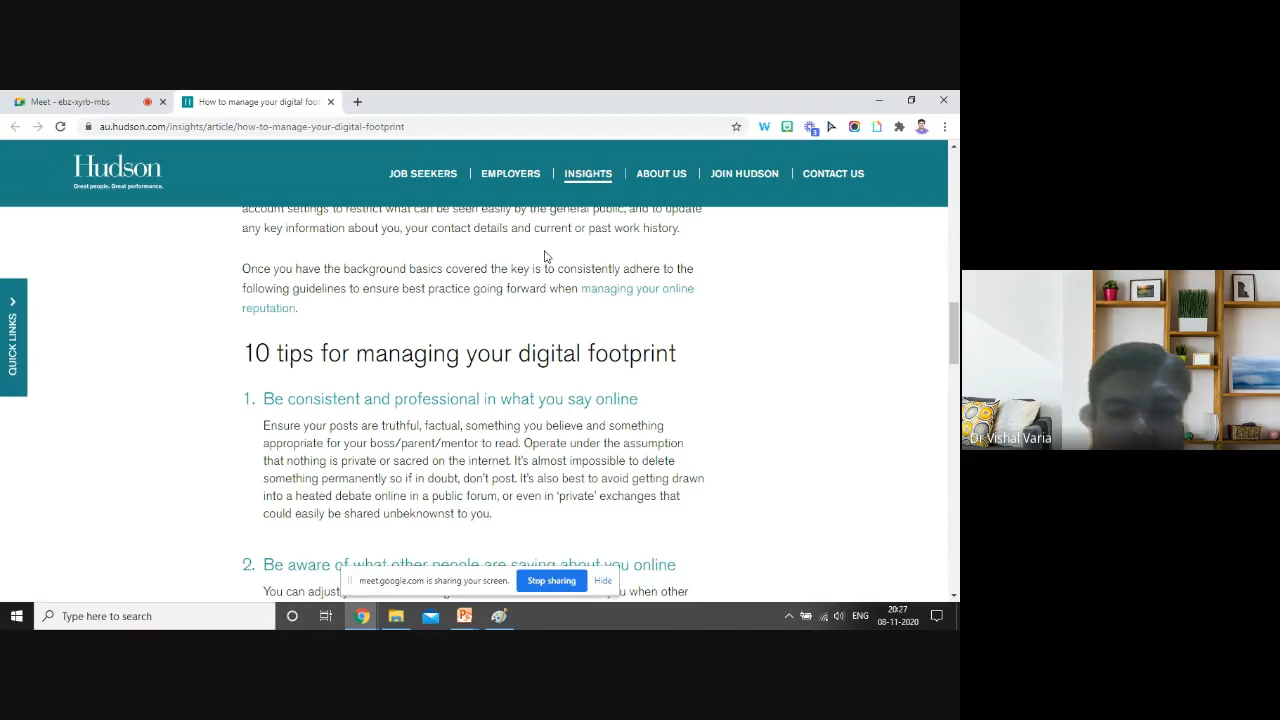 Meet - ebz-xyrb-mbs
How to manage your digital foot
au.hudson.com/insights/article/how-to-manage-your-digital-footprint
Hudson
Great people. Great performance.
JOB SEEKERS
EMPLOYERS
INSIGHTS
ABOUT US
JOIN HUDSON
CONTACT US
QUICK LINKS
account settings to restrict what can be seen easily by the general public, and to update
any key information about you, your contact details and current or past work history.
Once you have the background basics covered the key is to consistently adhere to the
following guidelines to ensure best practice going forward when managing your online
reputation.
10 tips for managing your digital footprint
1. Be consistent and professional in what you say online
Ensure your posts are truthful, factual, something you believe and something
appropriate for your boss/parent/mentor to read. Operate under the assumption
that nothing is private or sacred on the internet. It's almost impossible to delete
something permanently so if in doubt, don't post. It's also best to avoid getting drawn
into a heated debate online in a public forum, or even in 'private' exchanges that
could easily be shared unbeknownst to you.
2. Be aware of what other people are saying about you online
You can adjust
you when other
meet.google.com is sharing your screen.
Stop sharing
Hide
Dr Vishal Varia
Type here to search
ENG
20:27
08-11-2020